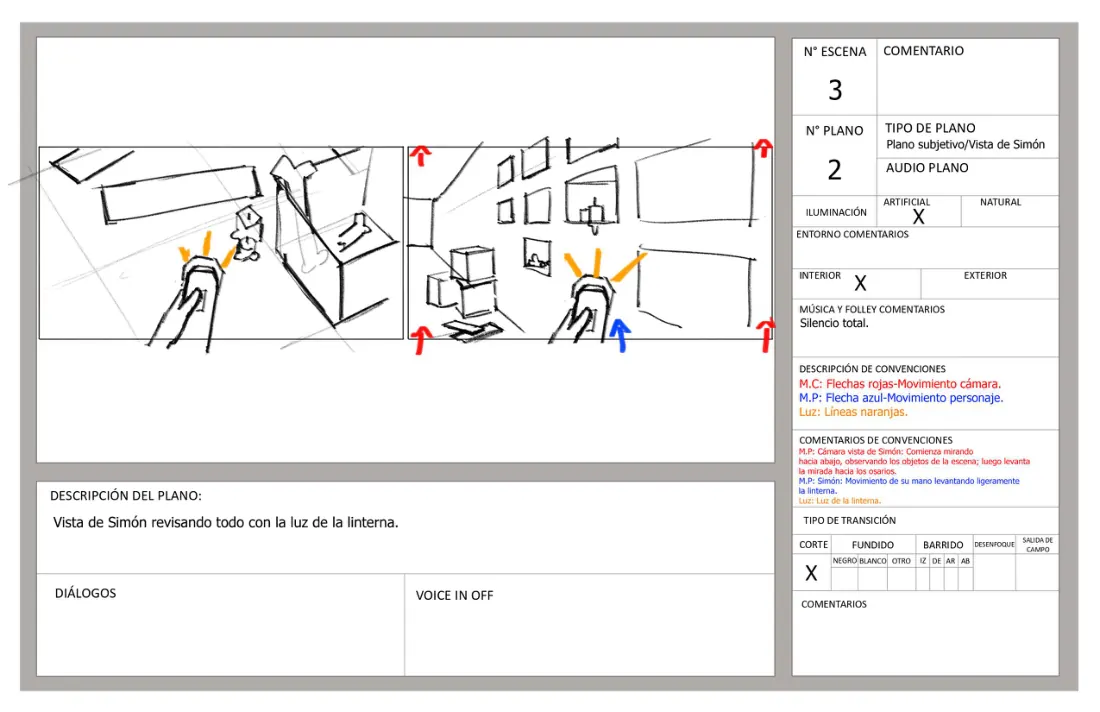 N° ESCENA
3
COMENTARIO
N° PLANO
2
TIPO DE PLANO
Plano subjetivo/Vista de Simón
AUDIO PLANO
ILUMINACIÓN
ARTIFICIAL
X
NATURAL
ENTORNO COMENTARIOS
INTERIOR
X
EXTERIOR
MÚSICA Y FOLLEY COMENTARIOS
Silencio total.
DESCRIPCIÓN DE CONVENCIONES
M.C: Flechas rojas-Movimiento cámara.
M.P: Flecha azul-Movimiento personaje.
Luz: Líneas naranjas.
COMENTARIOS DE CONVENCIONES
M.P: Cámara vista de Simón: Comienza mirando
hacia abajo, observando los objetos de la escena; luego levanta
la mirada hacia los osarios.
M.P: Simón: Movimiento de su mano levantando ligeramente
la linterna.
Luz: Luz de la linterna.
TIPO DE TRANSICIÓN
CORTE
X
FUNDIDO
NEGRO BLANCO OTRO
BARRIDO
IZ DE AR AB
DESENFOQUE
SALIDA DE
CAMPO
COMENTARIOS
DESCRIPCIÓN DEL PLANO:
Vista de Simón revisando todo con la luz de la linterna.
DIÁLOGOS
VOICE IN OFF